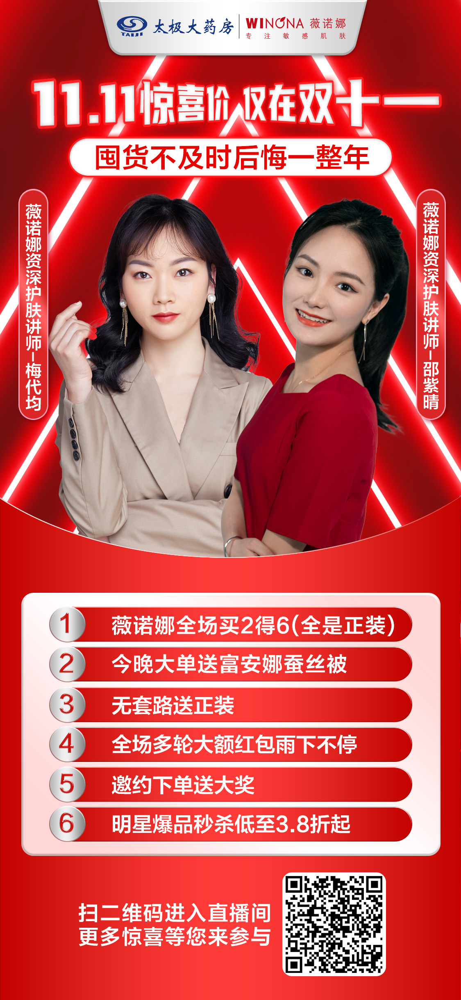 TAIJI
太极大药房
WINONA 薇诺娜
专注敏感肌肤
11.11惊喜价 仅在双十一
囤货不及时后悔一整年
薇诺娜资深护肤讲师-梅代均
薇诺娜资深护肤讲师-邵紫晴
1 薇诺娜全场买2得6(全是正装)
2 今晚大单送富安娜蚕丝被
3 无套路送正装
4 全场多轮大额红包雨下不停
5 邀约下单送大奖
6 明星爆品秒杀低至3.8折起
扫二维码进入直播间
更多惊喜等您来参与